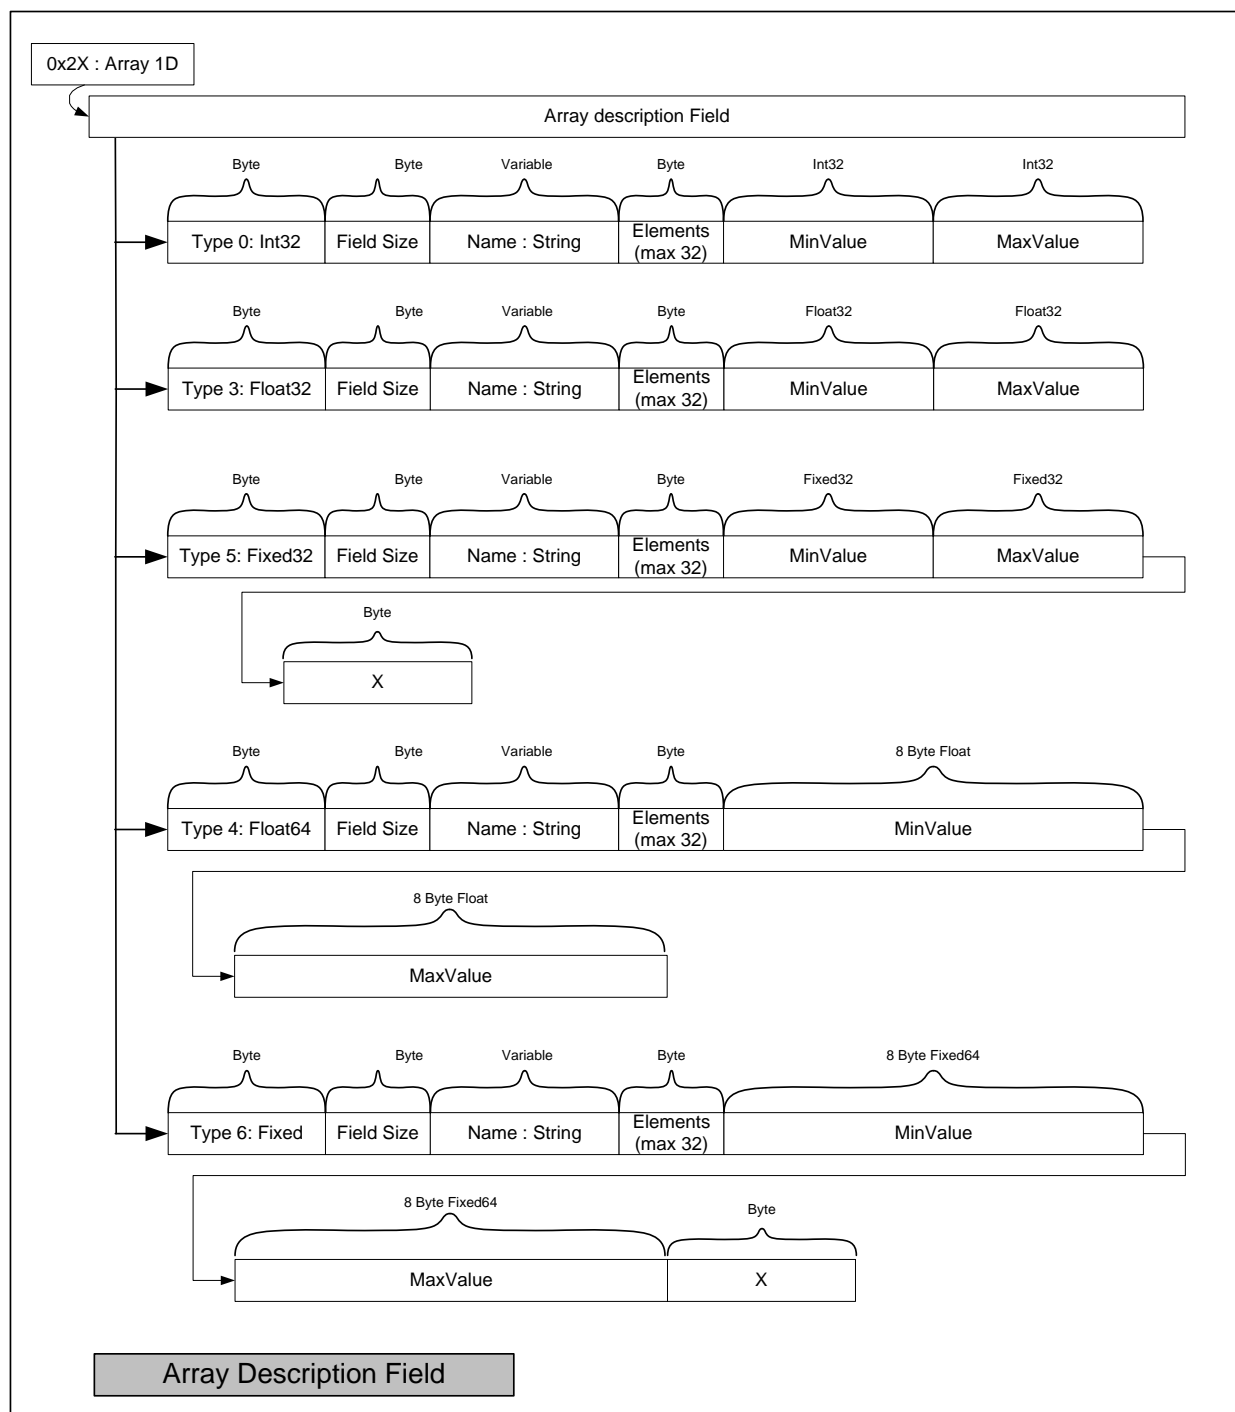 0x2X : Array 1D
Array description Field
Byte Byte Variable Byte Int32 Int32
Type 0: Int32 Field Size Name : String Elements (max 32) MinValue MaxValue
Byte Byte Variable Byte Float32 Float32
Type 3: Float32 Field Size Name : String Elements (max 32) MinValue MaxValue
Byte Byte Variable Byte Fixed32 Fixed32
Type 5: Fixed32 Field Size Name : String Elements (max 32) MinValue MaxValue
Byte
X
Byte Byte Variable Byte 8 Byte Float
Type 4: Float64 Field Size Name : String Elements (max 32) MinValue
8 Byte Float
MaxValue
Byte Byte Variable Byte 8 Byte Fixed64
Type 6: Fixed Field Size Name : String Elements (max 32) MinValue
8 Byte Fixed64 Byte
MaxValue X
Array Description Field